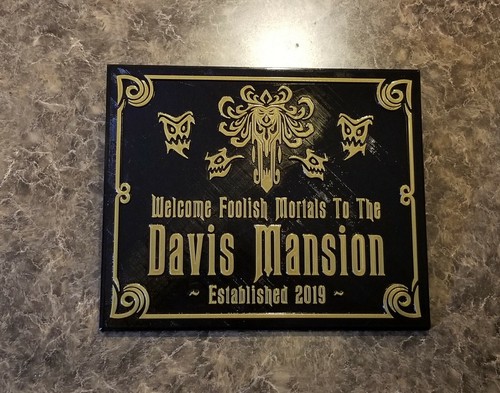 Welcome Foolish Mortals To The
Davis Mansion
~ Established 2019 ~